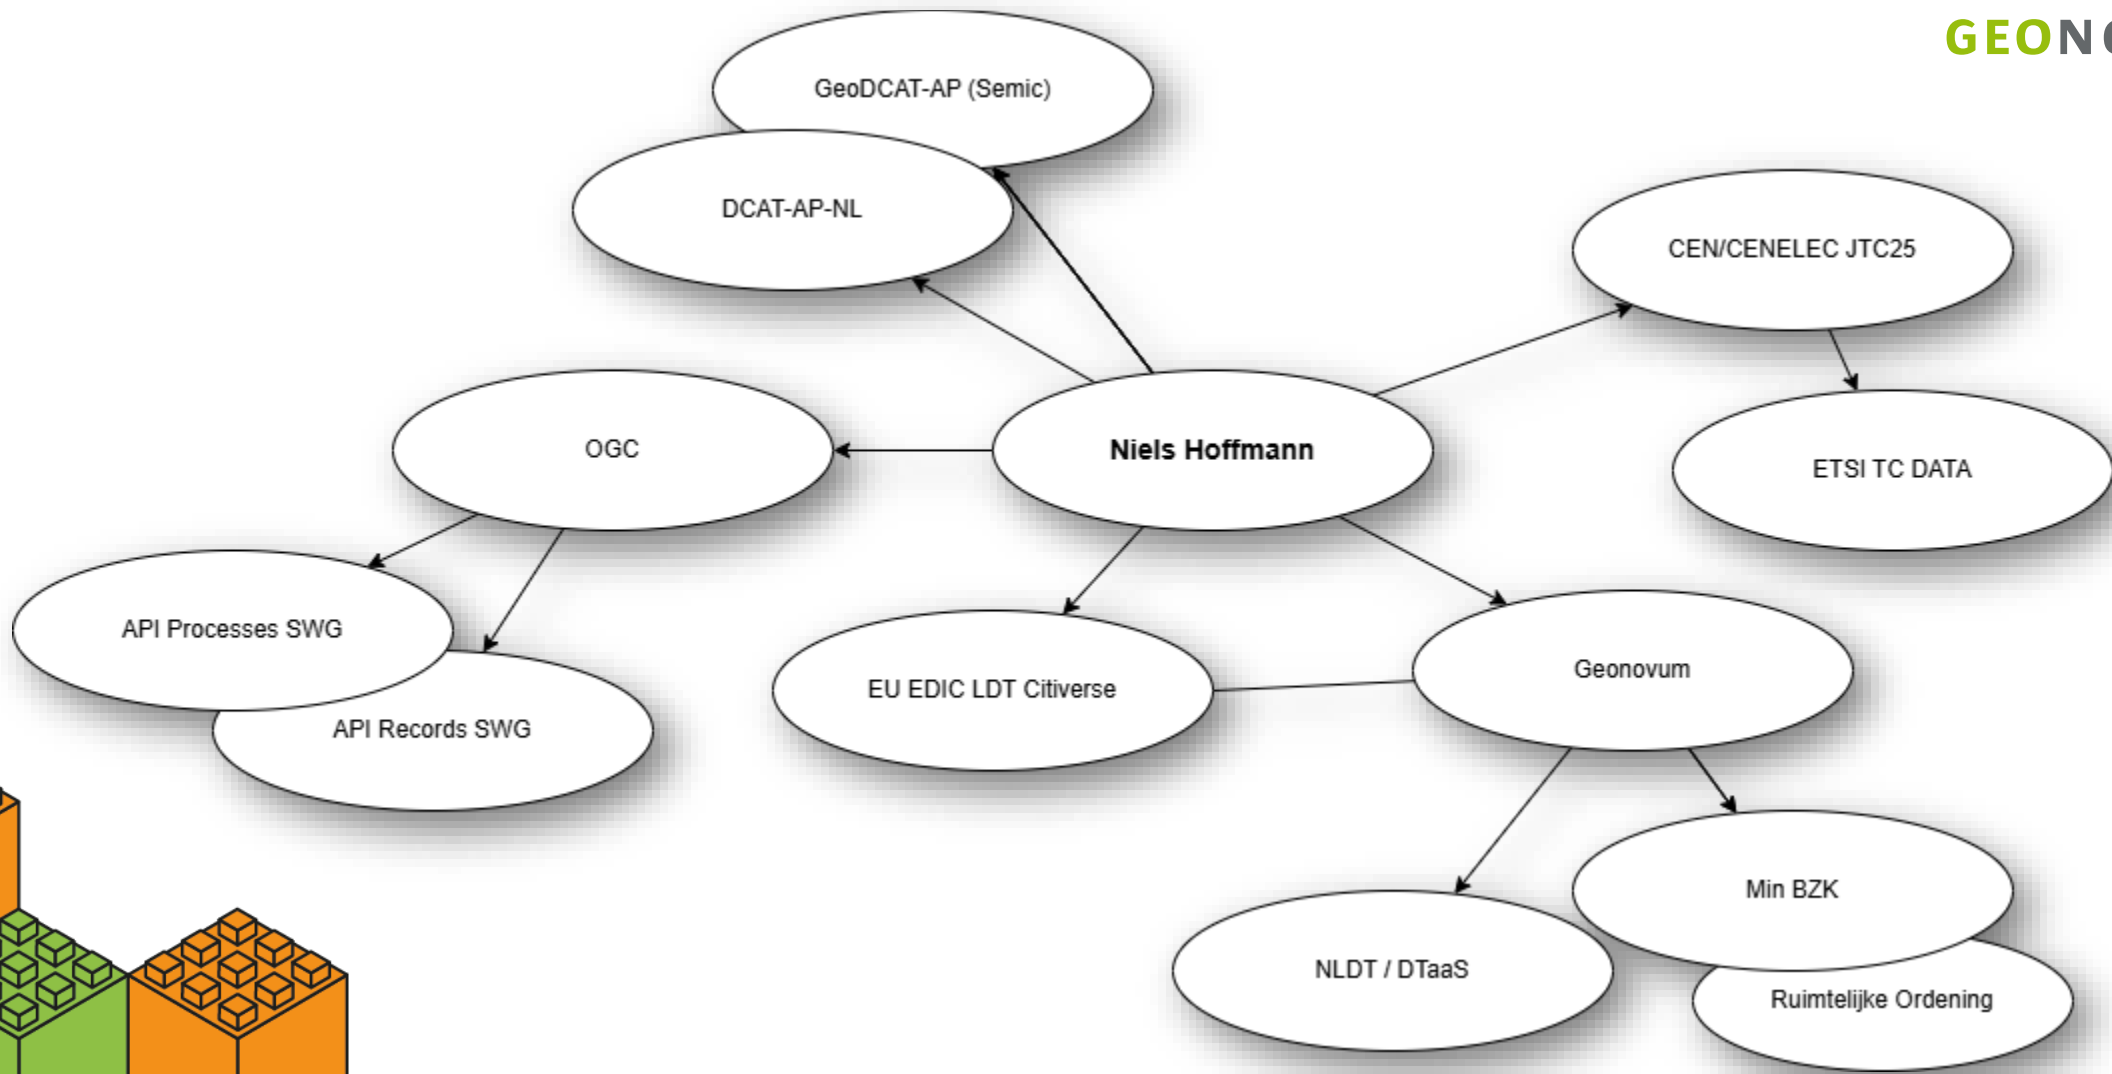 GEONO
GeoDCAT-AP (Semic)
DCAT-AP-NL
CEN/CENELEC JTC25
OGC
Niels Hoffmann
ETSI TC DATA
API Processes SWG
EU EDIC LDT Citiverse
Geonovum
API Records SWG
Min BZK
NLDT / DTaaS
Ruimtelijke Ordening